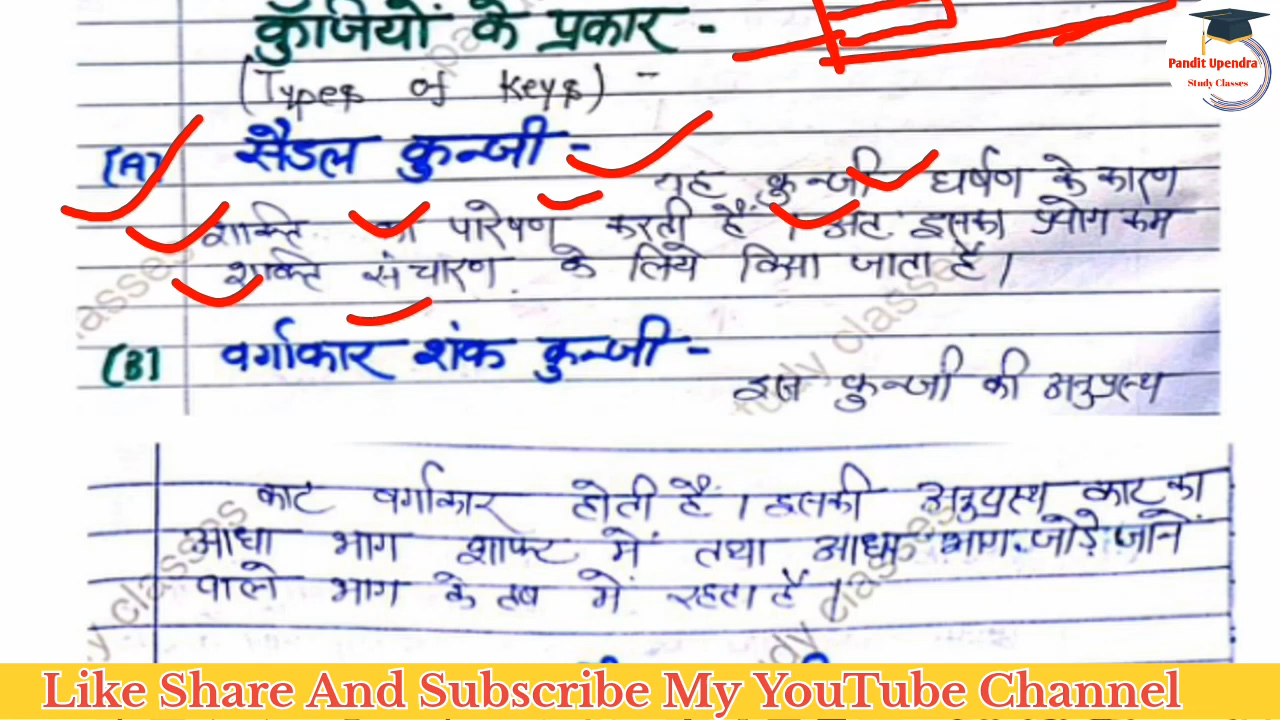 कुंजियों के प्रकार -
(Types of Keys) -
Pandit Upendra
Study Classes
(A) सैडल कुन्जी -
यह कुन्जी घर्षण के कारण
शक्ति का पारेषण करती है । अतः इसका प्रयोग कम
शक्ति संचारण के लिये किया जाता है ।
(B) वर्गाकार शंक कुन्जी -
इस कुन्जी की अनुप्रस्थ
काट वर्गाकार होती है । इसकी अनुप्रस्थ काट का
आधा भाग शाफ्ट में तथा आधा भाग जोड़े जाने
वाले भाग के हब में रहता है ।
Like Share And Subscribe My YouTube Channel